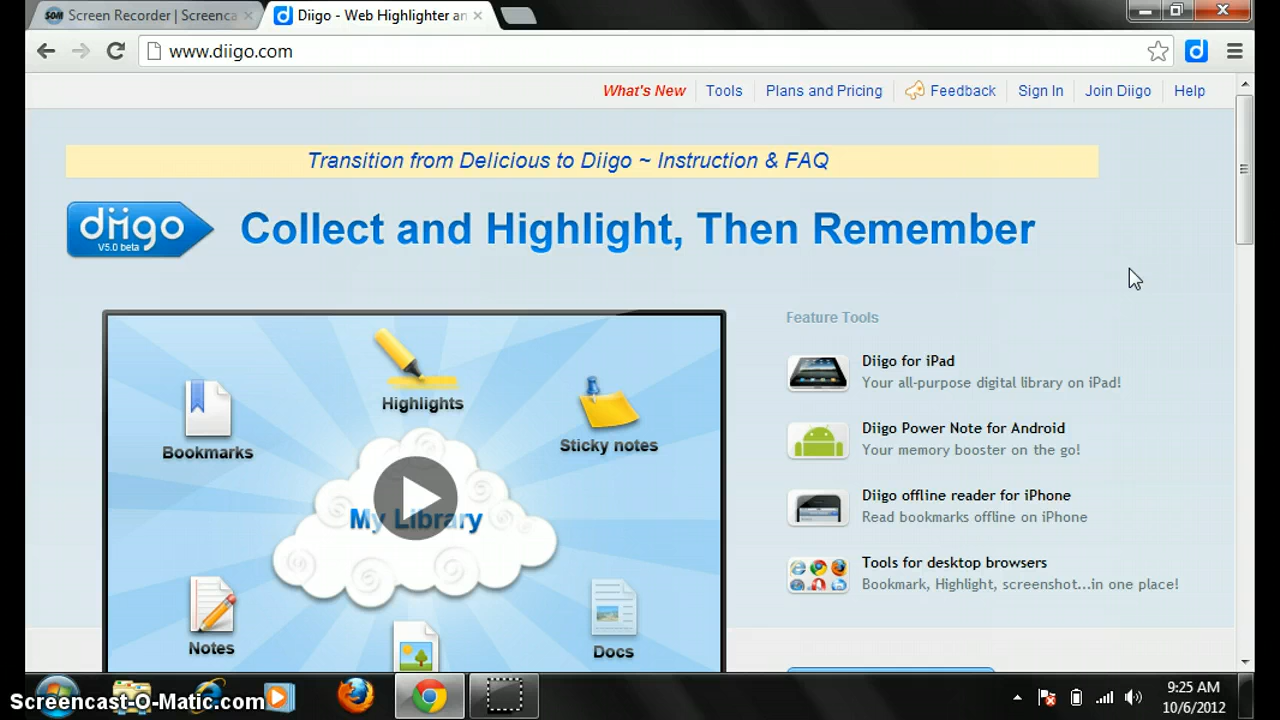 Screen Recorder | Screenca
Diigo - Web Highlighter an
www.diigo.com
What's New
Tools
Plans and Pricing
Feedback
Sign In
Join Diigo
Help
Transition from Delicious to Diigo ~ Instruction & FAQ
diigo
V5.0 beta
Collect and Highlight, Then Remember
Highlights
Bookmarks
Sticky notes
My Library
Notes
Docs
Feature Tools
Diigo for iPad
Your all-purpose digital library on iPad!
Diigo Power Note for Android
Your memory booster on the go!
Diigo offline reader for iPhone
Read bookmarks offline on iPhone
Tools for desktop browsers
Bookmark, Highlight, screenshot...in one place!
Screencast-O-Matic.com
9:25 AM
10/6/2012